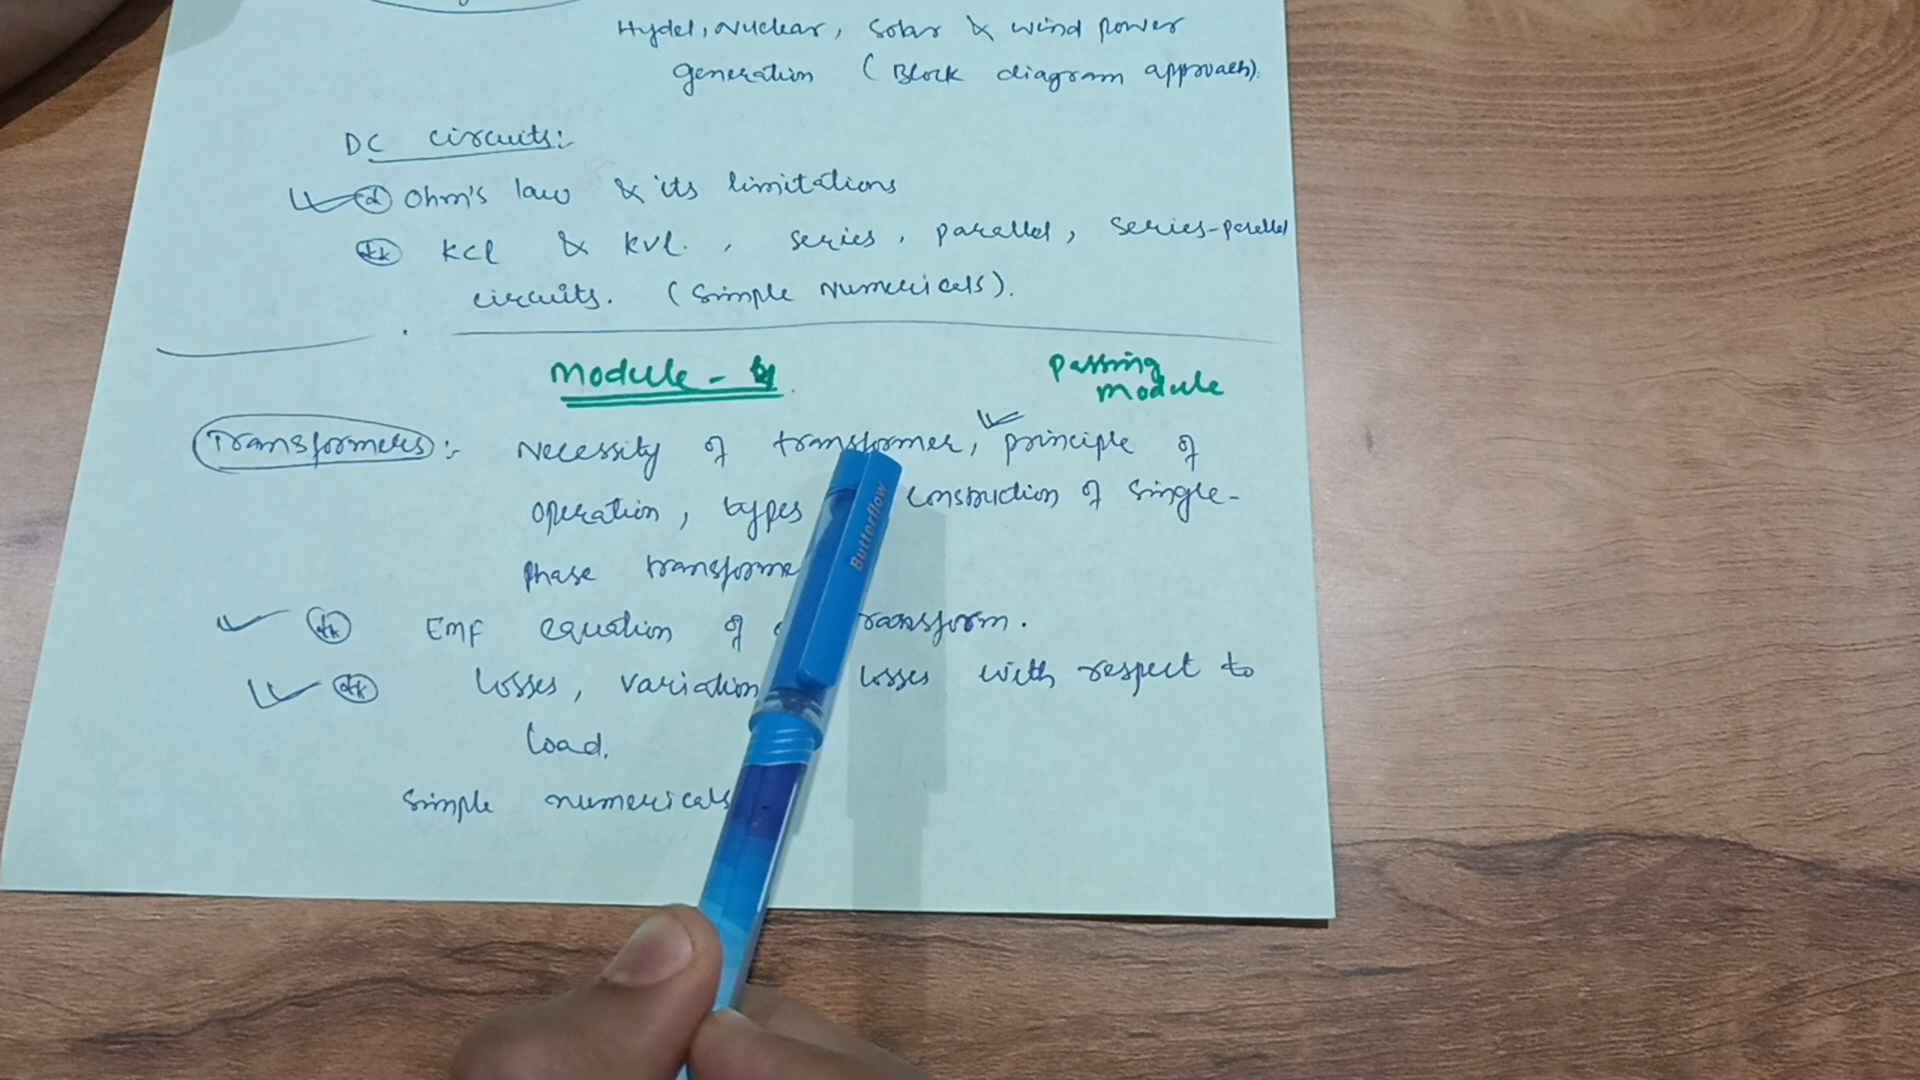 Hydel, Nuclear, Solar & wind power
generation (Block diagram approach).
DC circuits:
Ohm's law & its limitations
KCL & KVL. , series, parallel, series-parallel
circuits. (Simple Numericals).
Module - 4
Passing
module
Transformers :- Necessity of transformer, principle of
operation, types construction of single-
phase transforme
EMF equation of transform.
losses, variation losses with respect to
load.
Simple numericals
Butterflow